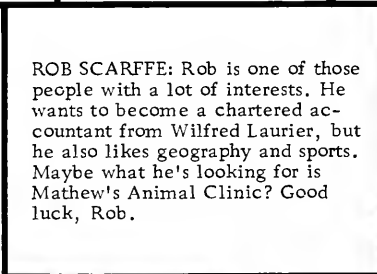 ROB SCARFFE: Rob is one of those
people with a lot of interests. He
wants to become a chartered ac-
countant from Wilfred Laurier, but
he also likes geography and sports.
Maybe what he's looking for is
Mathew's Animal Clinic? Good
luck, Rob.